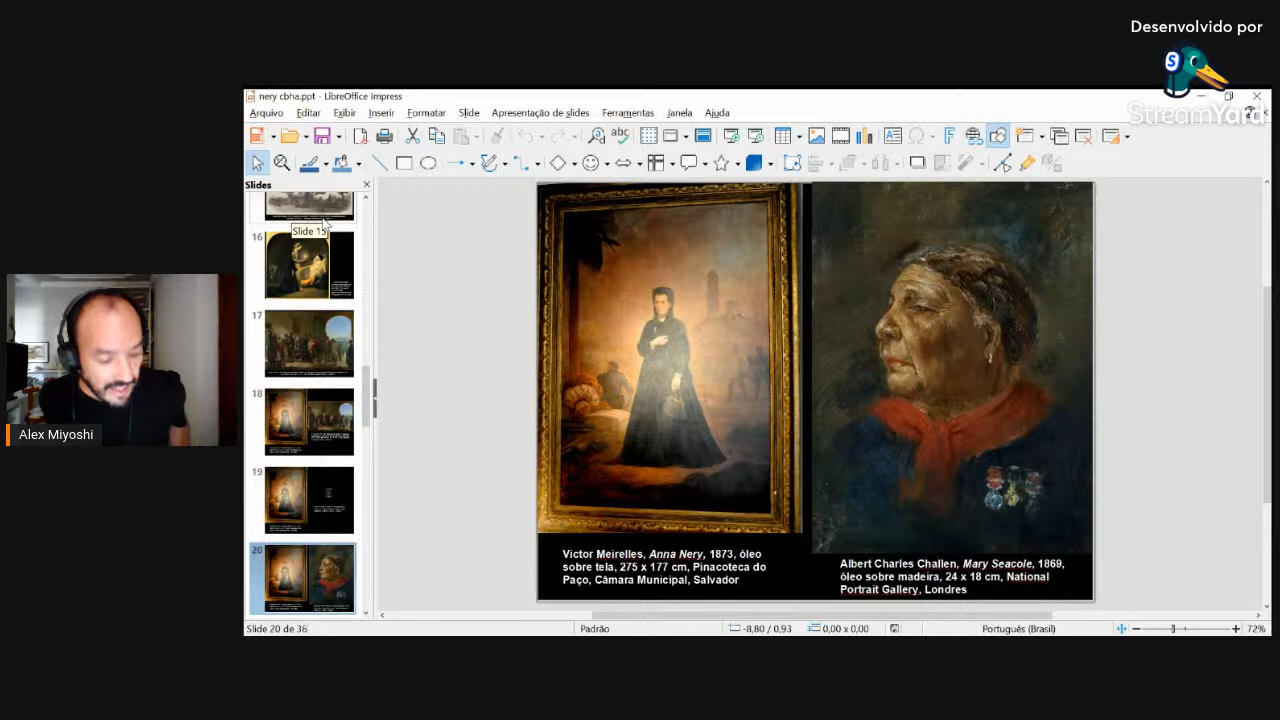 Desenvolvido por
StreamYard
nery cbha.ppt - LibreOffice Impress
Arquivo Editar Exibir Inserir Formatar Slide Apresentação de slides Ferramentas Janela Ajuda
Slides
Slide 15
16
17
18
19
20
Alex Miyoshi
Victor Meirelles, Anna Nery, 1873, óleo
sobre tela, 275 x 177 cm, Pinacoteca do
Paço, Câmara Municipal, Salvador
Albert Charles Challen, Mary Seacole, 1869,
óleo sobre madeira, 24 x 18 cm, National
Portrait Gallery, Londres
Slide 20 de 36 Padrão -8,80 / 0,93 0,00 x 0,00 Português (Brasil) 72%